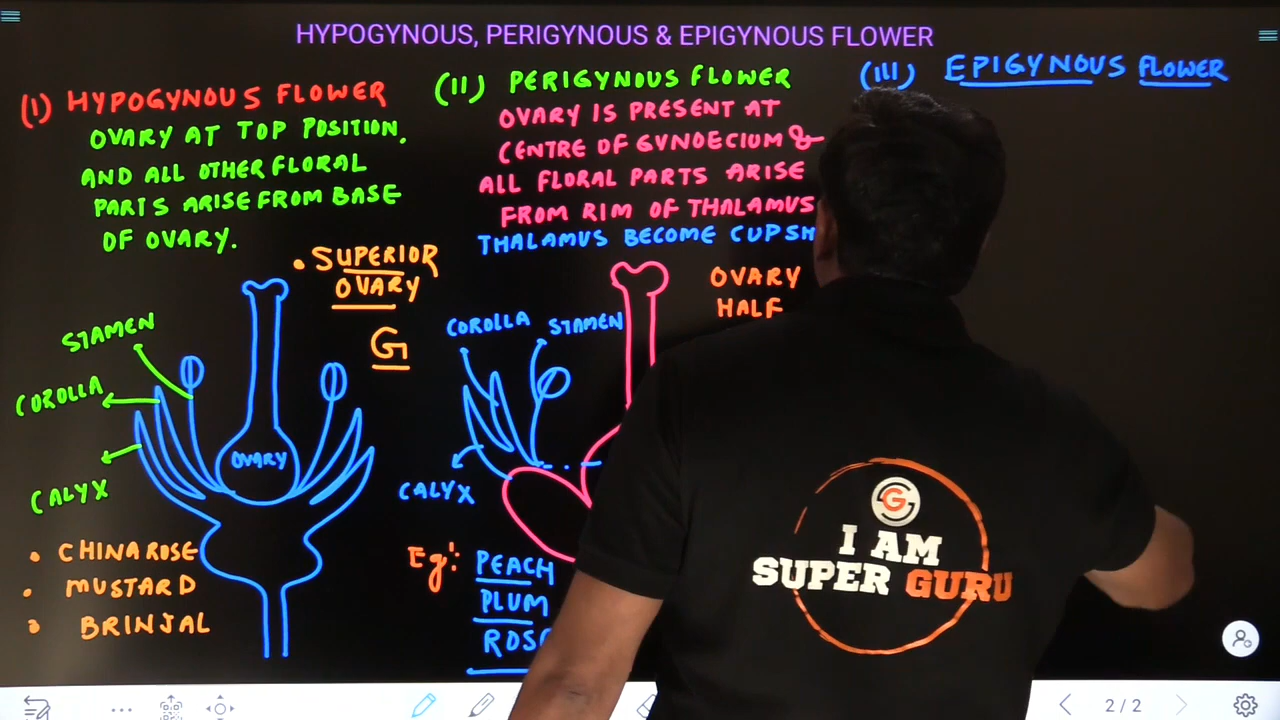 HYPOGYNOUS, PERIGYNOUS & EPIGYNOUS FLOWER
(I) HYPOGYNOUS FLOWER
OVARY AT TOP POSITION.
AND ALL OTHER FLORAL
PARTS ARISE FROM BASE
OF OVARY.
• SUPERIOR
OVARY
G
STAMEN
COROLLA
CALYX
OVARY
• CHINA ROSE
• MUSTARD
• BRINJAL
(II) PERIGYNOUS FLOWER
OVARY IS PRESENT AT
CENTRE OF GYNOECIUM &
ALL FLORAL PARTS ARISE
FROM RIM OF THALAMUS
THALAMUS BECOME CUP SH
OVARY
HALF
COROLLA STAMEN
CALYX
Eg': PEACH
PLUM
ROSE
(III) EPIGYNOUS FLOWER
G
I AM
SUPER GURU
2/2